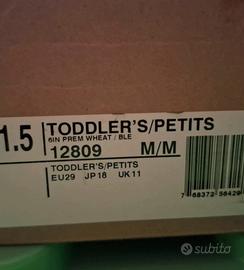 1.5
TODDLER'S/PETITS
6IN PREM WHEAT / BLE
12809 M/M
TODDLER'S/PETITS
EU29 JP18 UK11
subito